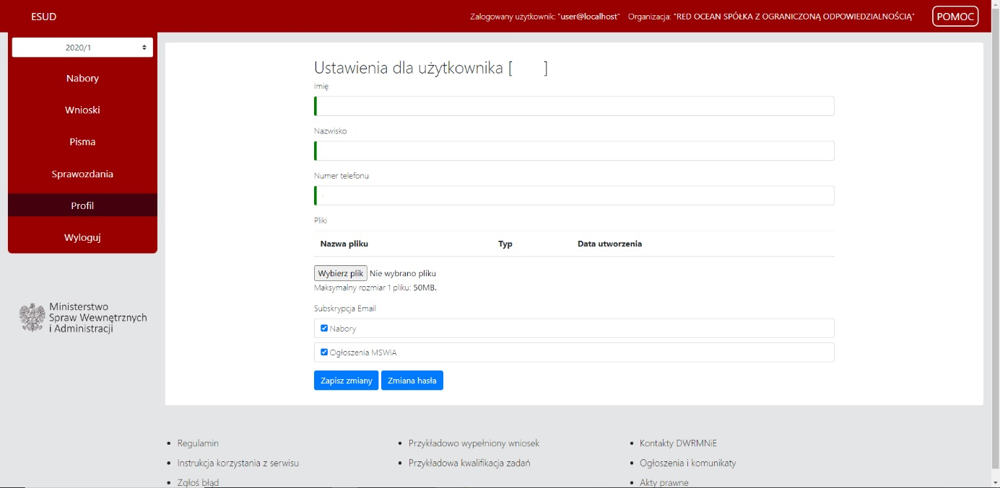 ESUD
Zalogowany użytkownik: "user@localhost" Organizacja: "RED OCEAN SPÓŁKA Z OGRANICZONĄ ODPOWIEDZIALNOŚCIĄ"
POMOC
2020/1
Nabory
Wnioski
Pisma
Sprawozdania
Profil
Wyloguj
Ministerstwo
Spraw Wewnętrznych
i Administracji
Ustawienia dla użytkownika [ ]
Imię
Nazwisko
Numer telefonu
Pliki
Nazwa pliku Typ Data utworzenia
Wybierz plik Nie wybrano pliku
Maksymalny rozmiar 1 pliku: 50MB.
Subskrypcja Email
Nabory
Ogłoszenia MSWiA
Zapisz zmiany Zmiana hasła
Regulamin
Instrukcja korzystania z serwisu
Zgłoś błąd
Przykładowo wypełniony wniosek
Przykładowa kwalifikacja zadań
Kontakty DWRMNiE
Ogłoszenia i komunikaty
Akty prawne